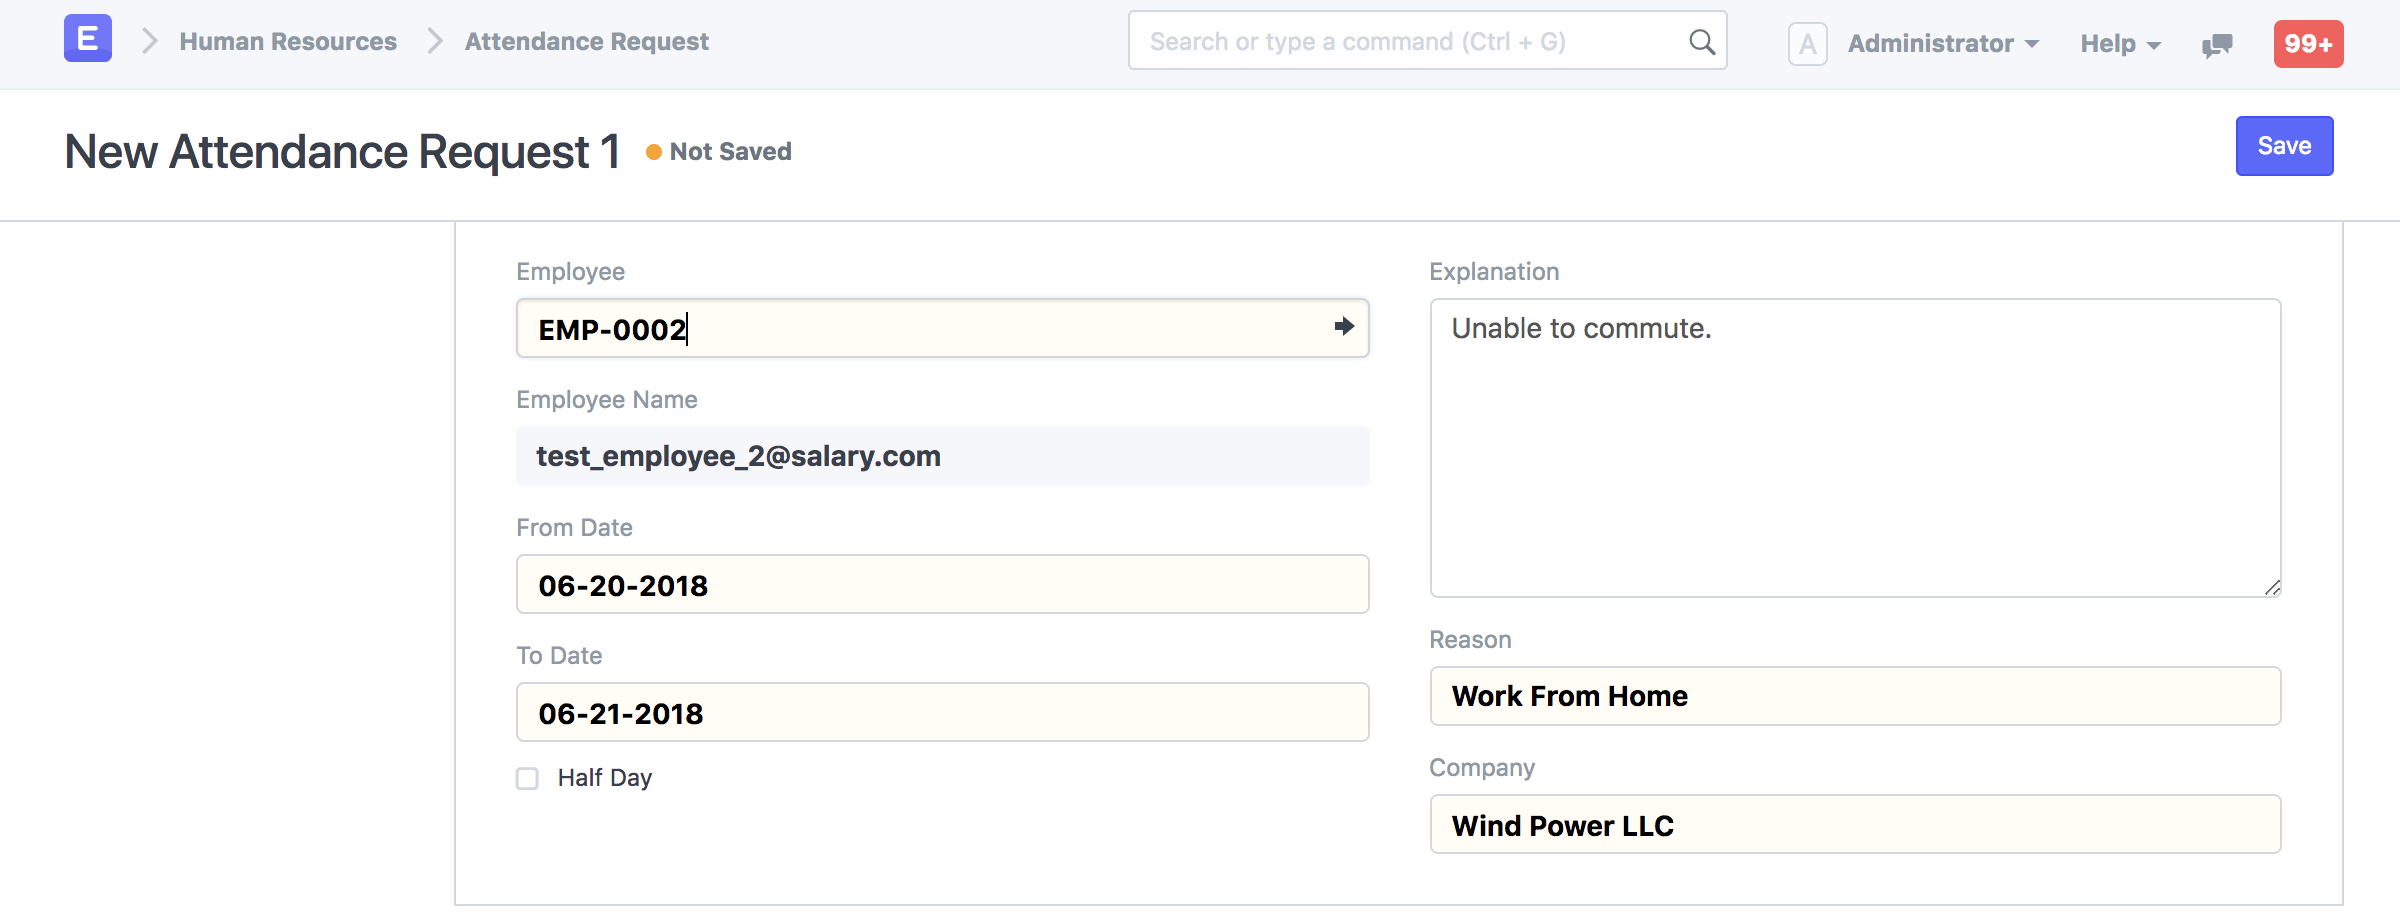 E Human Resources Attendance Request Search or type a command (Ctrl + G) A Administrator Help 99+
New Attendance Request 1 Not Saved Save
Employee
EMP-0002
Employee Name
test_employee_2@salary.com
From Date
06-20-2018
To Date
06-21-2018
Half Day
Explanation
Unable to commute.
Reason
Work From Home
Company
Wind Power LLC